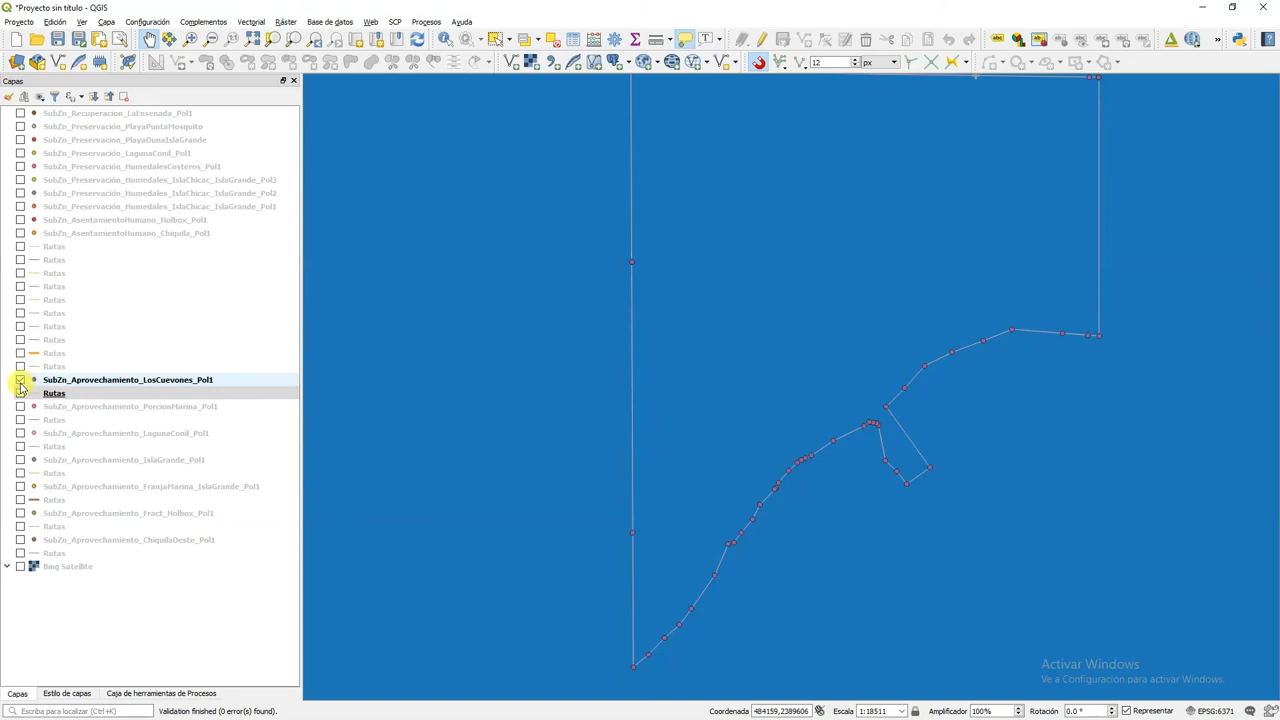 *Proyecto sin título - QGIS
Proyecto Edición Ver Capa Configuración Complementos Vectorial Ráster Base de datos Web SCP Procesos Ayuda
12 px
Capas
SubZn_Recuperacion_LaEnsenada_Pol1
SubZn_Preservación_PlayaPuntaMosquito
SubZn_Preservación_PlayaDunaIslaGrande
SubZn_Preservación_LagunaConil_Pol1
SubZn_Preservación_HumedalesCosteros_Pol1
SubZn_Preservación_Humedalesl_IslaChicac_IslaGrande_Pol3
SubZn_Preservación_Humedales_IslaChicac_IslaGrande_Pol2
SubZn_Preservación_Humedales_IslaChicac_IslaGrande_Pol1
SubZn_AsentamientoHumano_Holbox_Pol1
SubZn_AsentamientoHumano_Chiquila_Pol1
Rutas
Rutas
Rutas
Rutas
Rutas
Rutas
Rutas
Rutas
Rutas
Rutas
SubZn_Aprovechamiento_LosCuevones_Pol1
Rutas
SubZn_Aprovechamiento_PorcionMarina_Pol1
Rutas
SubZn_Aprovechamiento_LagunaConil_Pol1
Rutas
SubZn_Aprovechamiento_IslaGrande_Pol1
Rutas
SubZn_Aprovechamiento_FranjaMarina_IslaGrande_Pol1
Rutas
SubZn_Aprovechamiento_Fract_Holbox_Pol1
Rutas
SubZn_Aprovechamiento_ChiquilaOeste_Pol1
Rutas
Bing Satellite
Activar Windows
Ve a Configuración para activar Windows.
Capas Estilo de capas Caja de herramientas de Procesos
Escriba para localizar (Ctrl+K) Validation finished (0 error(s) found). Coordenada 484159,2389606 Escala 1:18511 Amplificador 100% Rotación 0.0 ° Representar EPSG:6371